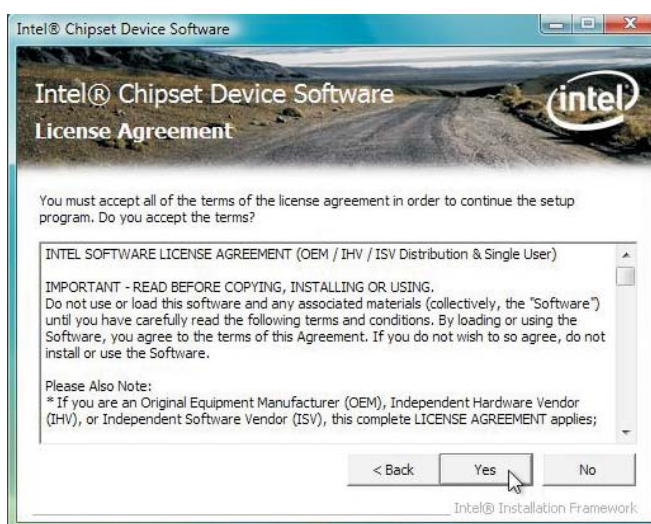 Intel® Chipset Device Software
Intel® Chipset Device Software
intel
License Agreement
You must accept all of the terms of the license agreement in order to continue the setup
program. Do you accept the terms?
INTEL SOFTWARE LICENSE AGREEMENT (OEM / IHV / ISV Distribution & Single User)
IMPORTANT - READ BEFORE COPYING, INSTALLING OR USING.
Do not use or load this software and any associated materials (collectively, the "Software")
until you have carefully read the following terms and conditions. By loading or using the
Software, you agree to the terms of this Agreement. If you do not wish to so agree, do not
install or use the Software.
Please Also Note:
* If you are an Original Equipment Manufacturer (OEM), Independent Hardware Vendor
(IHV), or Independent Software Vendor (ISV), this complete LICENSE AGREEMENT applies;
< Back Yes No
Intel® Installation Framework